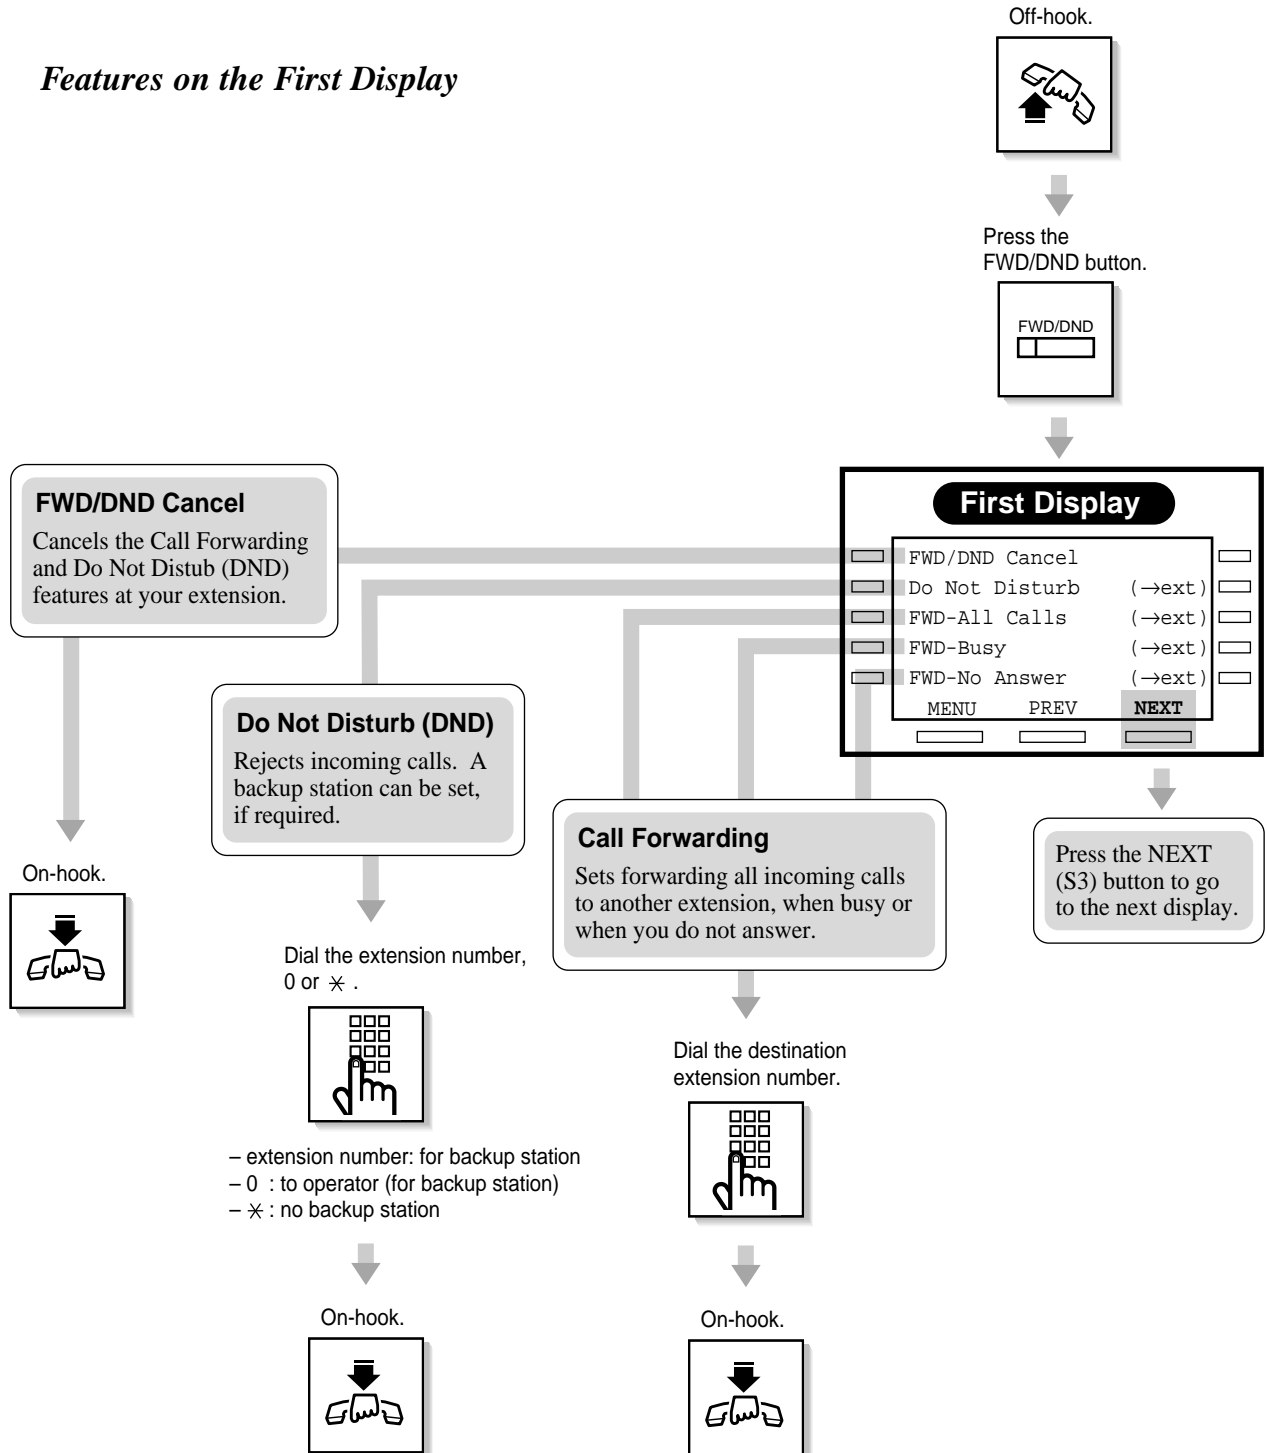 Off-hook.
Features on the First Display
Press the
FWD/DND button.
FWD/DND
First Display
FWD/DND Cancel
Do Not Disturb (→ext)
FWD-All Calls (→ext)
FWD-Busy (→ext)
FWD-No Answer (→ext)
MENU PREV NEXT
FWD/DND Cancel
Cancels the Call Forwarding
and Do Not Distub (DND)
features at your extension.
On-hook.
Do Not Disturb (DND)
Rejects incoming calls. A
backup station can be set,
if required.
Dial the extension number,
0 or ✳ .
– extension number: for backup station
– 0 : to operator (for backup station)
– ✳ : no backup station
On-hook.
Call Forwarding
Sets forwarding all incoming calls
to another extension, when busy or
when you do not answer.
Dial the destination
extension number.
On-hook.
Press the NEXT
(S3) button to go
to the next display.